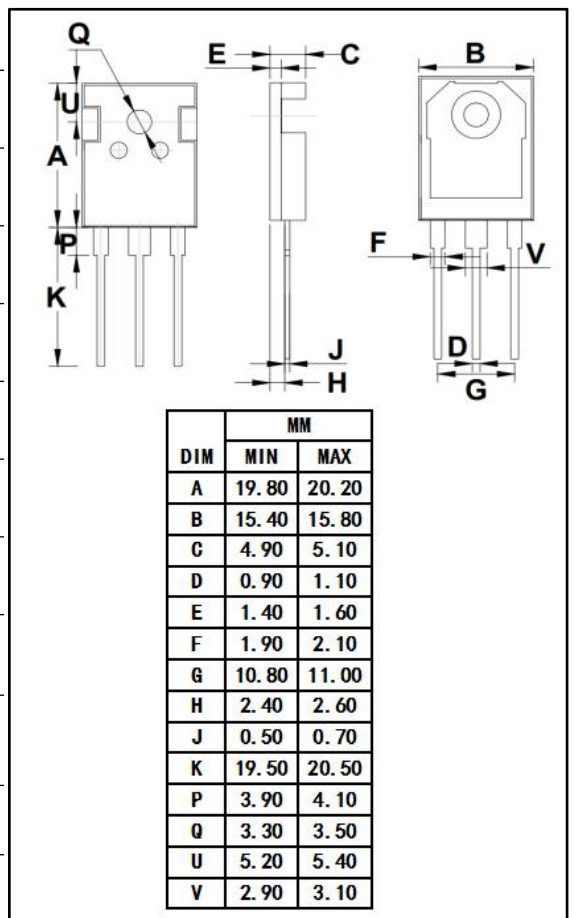 Q
E
C
B
U
A
P
K
F
V
J
H
D
G
MM
DIM MIN MAX
A 19.80 20.20
B 15.40 15.80
C 4.90 5.10
D 0.90 1.10
E 1.40 1.60
F 1.90 2.10
G 10.80 11.00
H 2.40 2.60
J 0.50 0.70
K 19.50 20.50
P 3.90 4.10
Q 3.30 3.50
U 5.20 5.40
V 2.90 3.10